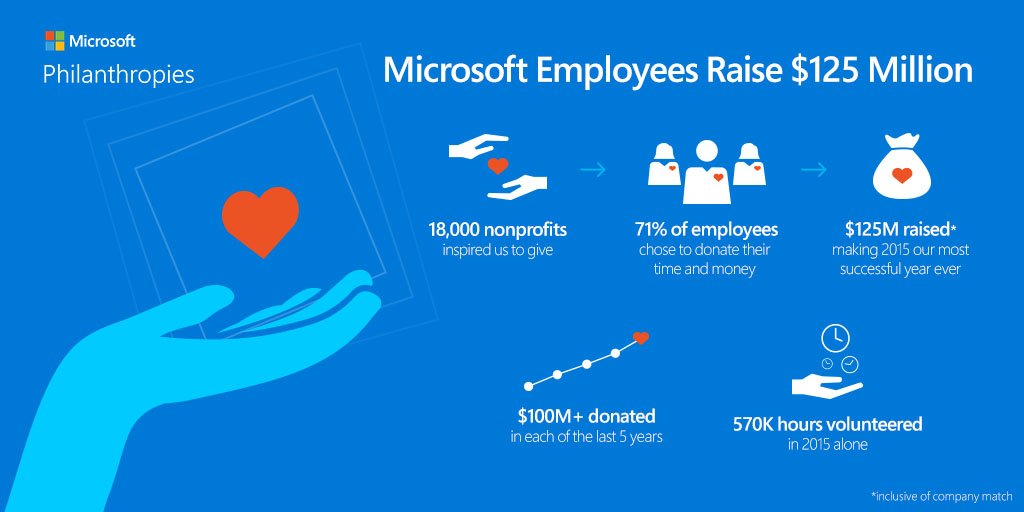 Microsoft
Philanthropies
Microsoft Employees Raise $125 Million
18,000 nonprofits
inspired us to give
71% of employees
chose to donate their
time and money
$125M raised*
making 2015 our most
successful year ever
$100M+ donated
in each of the last 5 years
570K hours volunteered
in 2015 alone
*inclusive of company match